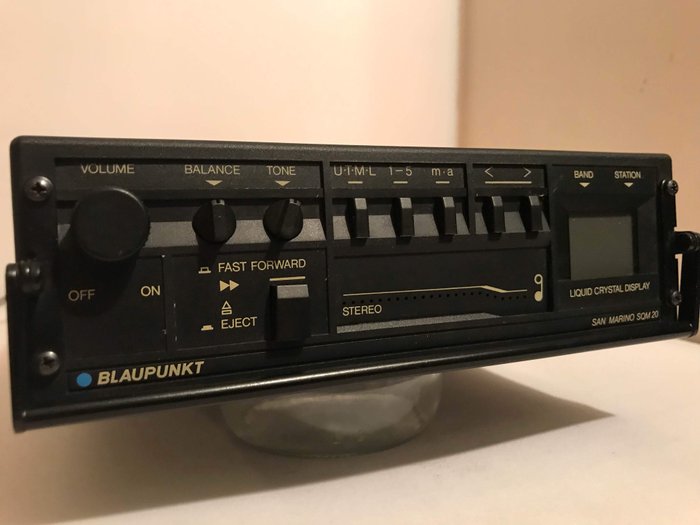 VOLUME
BALANCE
TONE
U·I·M·L
1-5
m·a
< >
BAND
STATION
OFF
ON
FAST FORWARD
EJECT
STEREO
LIQUID CRYSTAL DISPLAY
SAN MARINO SQM 20
BLAUPUNKT